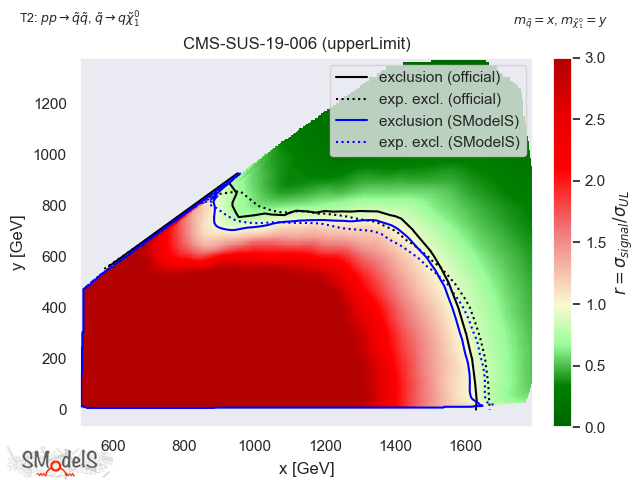 T2: pp → q̃q̃, q̃ → qχ̃₁⁰
m_q̃ = x, m_χ̃₁⁰ = y
CMS-SUS-19-006 (upperLimit)
exclusion (official)
exp. excl. (official)
exclusion (SModelS)
exp. excl. (SModelS)
y [GeV]
1200
1000
800
600
400
200
0
600
800
1000
1200
1400
1600
x [GeV]
3.0
2.5
2.0
1.5
1.0
0.5
0.0
r = σ_signal/σ_UL
SModelS